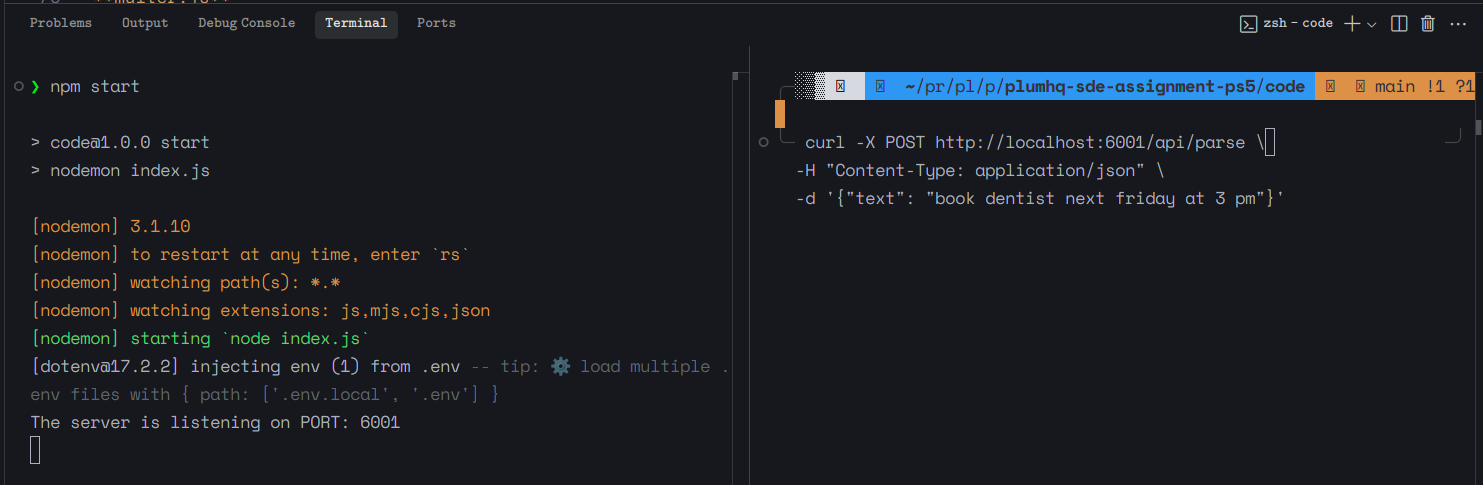 Problems Output Debug Console Terminal Ports
zsh - code
❯ npm start
> code@1.0.0 start
> nodemon index.js
[nodemon] 3.1.10
[nodemon] to restart at any time, enter `rs`
[nodemon] watching path(s): *.*
[nodemon] watching extensions: js,mjs,cjs,json
[nodemon] starting `node index.js`
[dotenv@17.2.2] injecting env (1) from .env -- tip: ⚙️ load multiple .
env files with { path: ['.env.local', '.env'] }
The server is listening on PORT: 6001
~/pr/pl/p/plumhq-sde-assignment-ps5/code main !1 ?1
curl -X POST http://localhost:6001/api/parse \
-H "Content-Type: application/json" \
-d '{"text": "book dentist next friday at 3 pm"}'